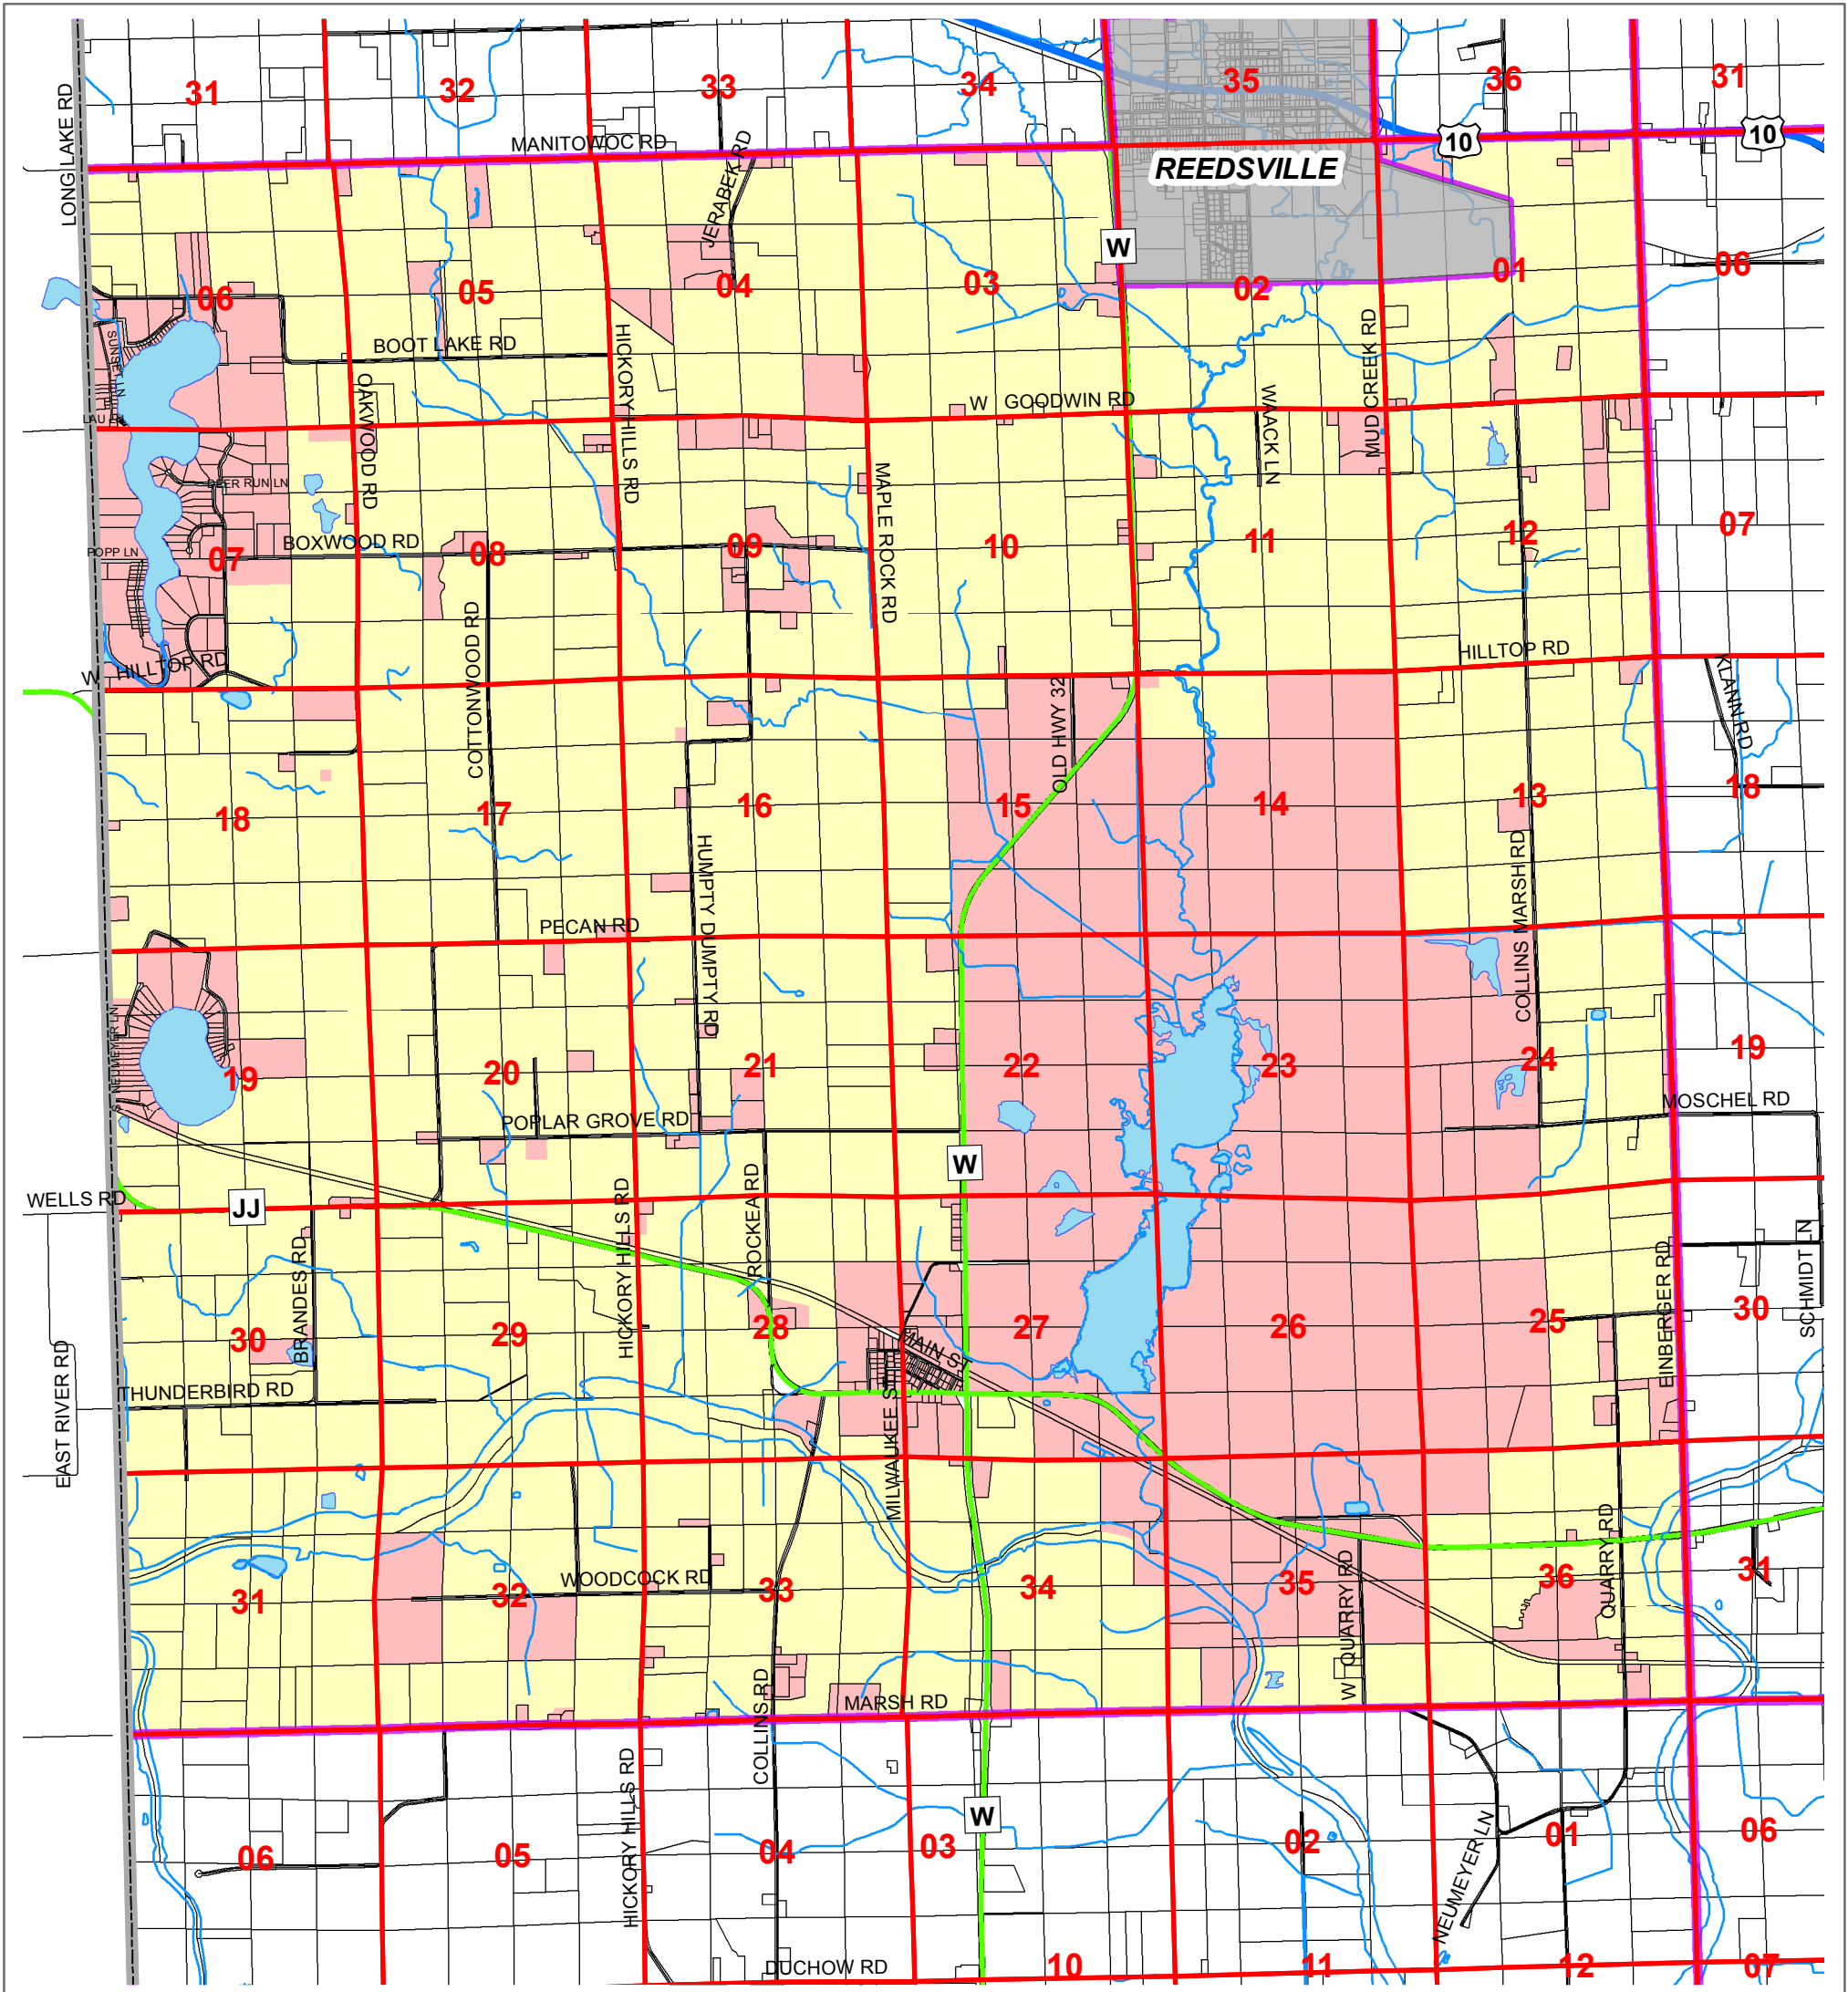 31
32
33
34
35
36
31
LONG LAKE RD
MANITOWOC RD
JERABEK RD
10
10
REEDSVILLE
W
06
05
04
03
02
01
06
SUNSET LN
BOOT LAKE RD
HICKORY HILLS RD
OAKWOOD RD
MUD CREEK RD
W GOODWIN RD
WAACK LN
DEER RUN LN
MAPLE ROCK RD
POPP LN
07
BOXWOOD RD
08
09
10
11
12
07
COTTONWOOD RD
W HILLTOP RD
HILLTOP RD
OLD HWY 32
KLANN RD
18
17
16
15
14
13
18
HUMPTY DUMPTY RD
COLLINS MARSH RD
PECAN RD
S NEUMEYER LN
19
20
21
22
23
24
19
POPLAR GROVE RD
MOSCHEL RD
W
WELLS RD
JJ
ROCKEA RD
HICKORY HILLS RD
BRANDES RD
EINBERGER RD
SCHMIDT LN
30
29
28
27
26
25
30
MAIN ST
EAST RIVER RD
THUNDERBIRD RD
MILWAUKEE ST
QUARRY RD
W QUARRY RD
WOODCOCK RD
31
32
33
34
35
36
31
COLLINS RD
MARSH RD
HICKORY HILLS RD
W
NEUMEYER LN
06
05
04
03
02
01
06
DUCHOW RD
10
11
12
07